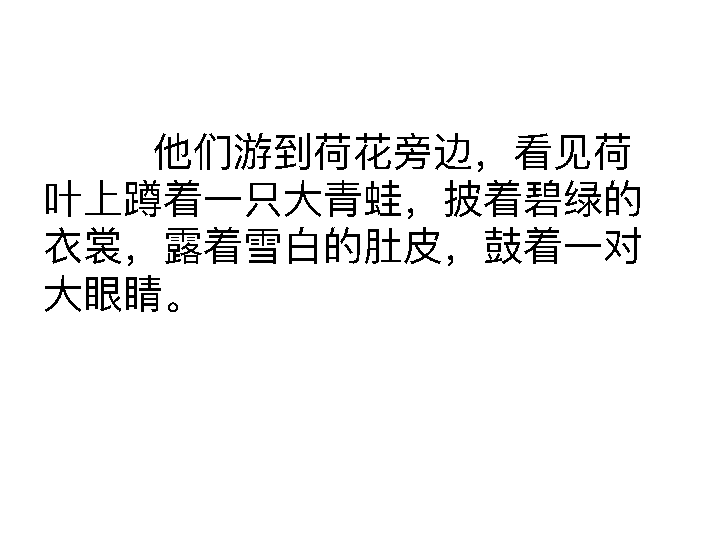 他们游到荷花旁边，看见荷
叶上蹲着一只大青蛙，披着碧绿的
衣裳，露着雪白的肚皮，鼓着一对
大眼睛。